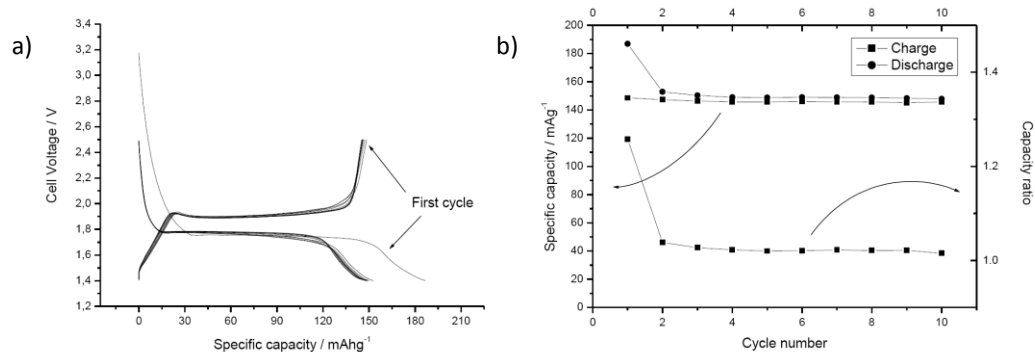 a)
3,4
3,2
3,0
2,8
2,6
2,4
2,2
2,0
1,8
1,6
1,4
1,2
Cell Voltage / V
First cycle
0 30 60 90 120 150 180 210
Specific capacity / mAhg⁻¹
b)
0 2 4 6 8 10
200
180
160
140
120
100
80
60
40
20
0
Specific capacity / mAg⁻¹
Charge
Discharge
1.4
1.2
1.0
Capacity ratio
0 2 4 6 8 10
Cycle number